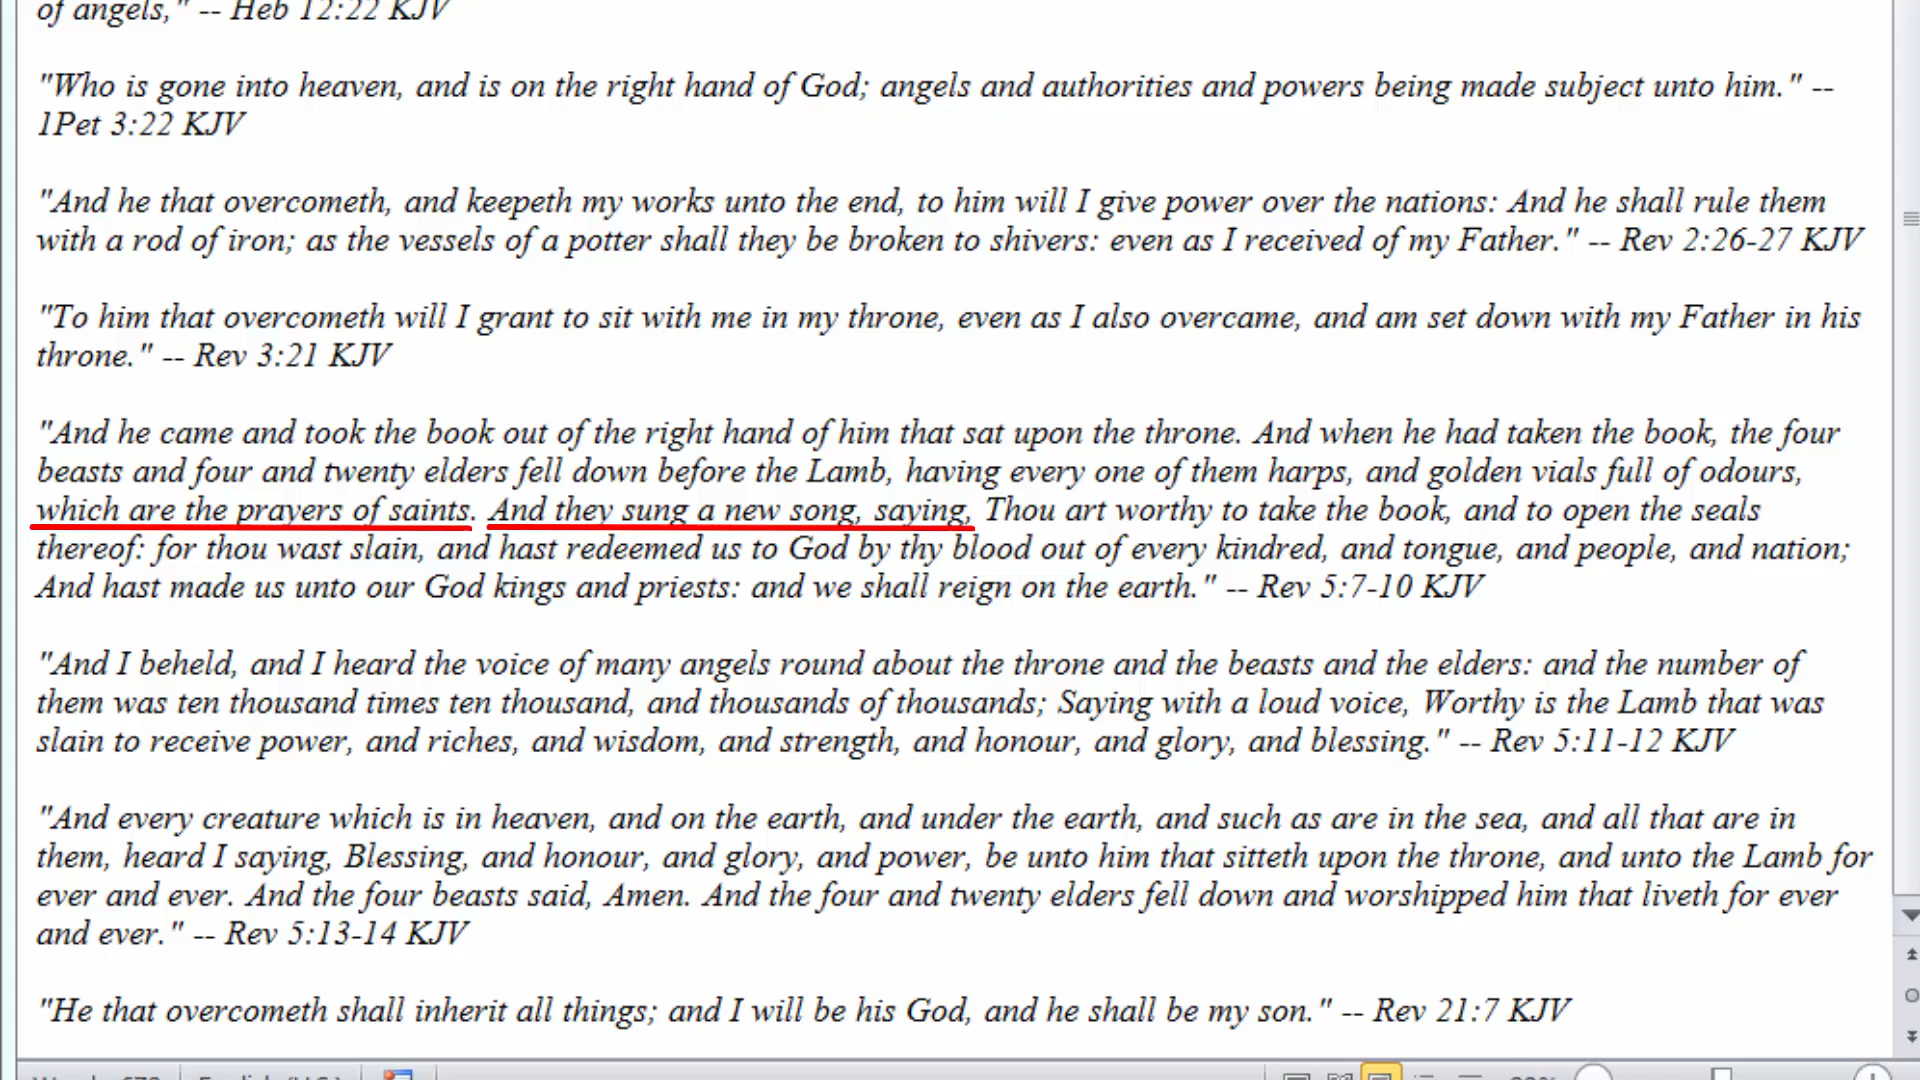 of angels," -- Heb 12:22 KJV
"Who is gone into heaven, and is on the right hand of God; angels and authorities and powers being made subject unto him." --
1Pet 3:22 KJV
"And he that overcometh, and keepeth my works unto the end, to him will I give power over the nations: And he shall rule them
with a rod of iron; as the vessels of a potter shall they be broken to shivers: even as I received of my Father." -- Rev 2:26-27 KJV
"To him that overcometh will I grant to sit with me in my throne, even as I also overcame, and am set down with my Father in his
throne." -- Rev 3:21 KJV
"And he came and took the book out of the right hand of him that sat upon the throne. And when he had taken the book, the four
beasts and four and twenty elders fell down before the Lamb, having every one of them harps, and golden vials full of odours,
which are the prayers of saints. And they sung a new song, saying, Thou art worthy to take the book, and to open the seals
thereof: for thou wast slain, and hast redeemed us to God by thy blood out of every kindred, and tongue, and people, and nation;
And hast made us unto our God kings and priests: and we shall reign on the earth." -- Rev 5:7-10 KJV
"And I beheld, and I heard the voice of many angels round about the throne and the beasts and the elders: and the number of
them was ten thousand times ten thousand, and thousands of thousands; Saying with a loud voice, Worthy is the Lamb that was
slain to receive power, and riches, and wisdom, and strength, and honour, and glory, and blessing." -- Rev 5:11-12 KJV
"And every creature which is in heaven, and on the earth, and under the earth, and such as are in the sea, and all that are in
them, heard I saying, Blessing, and honour, and glory, and power, be unto him that sitteth upon the throne, and unto the Lamb for
ever and ever. And the four beasts said, Amen. And the four and twenty elders fell down and worshipped him that liveth for ever
and ever." -- Rev 5:13-14 KJV
"He that overcometh shall inherit all things; and I will be his God, and he shall be my son." -- Rev 21:7 KJV